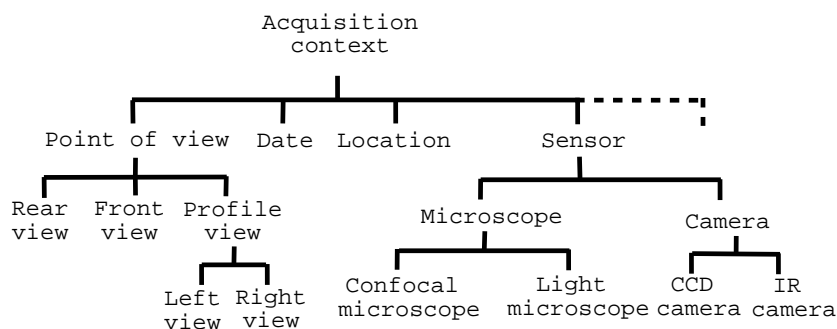 Acquisition
context
Point of view Date Location Sensor
Rear Front Profile
view view view
Microscope Camera
Left Right
view view
Confocal Light CCD IR
microscope microscope camera camera